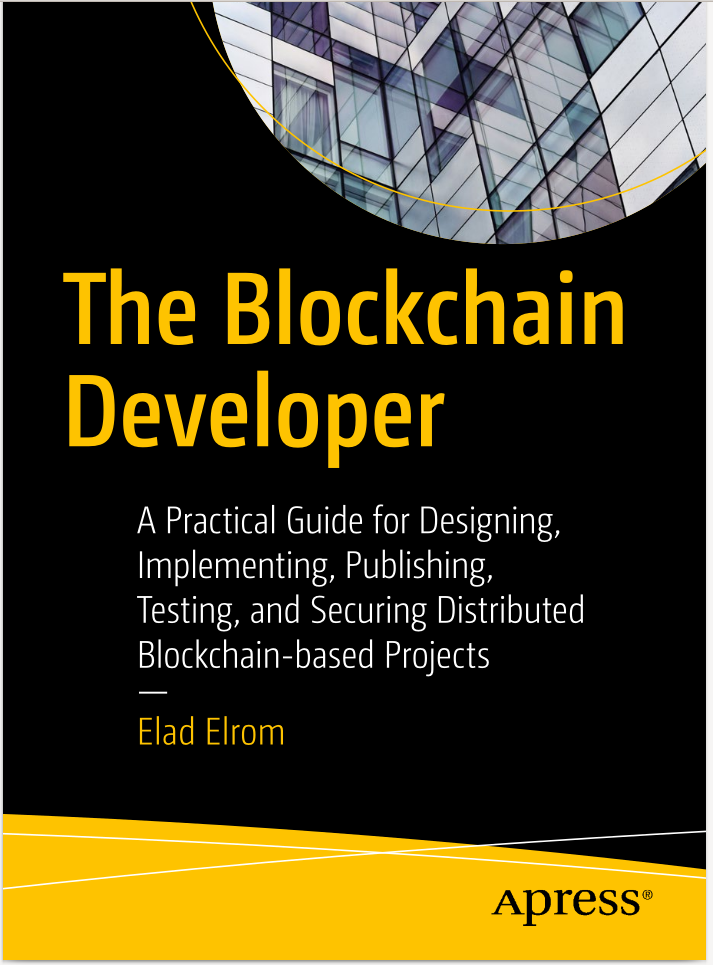 The Blockchain
Developer
A Practical Guide for Designing,
Implementing, Publishing,
Testing, and Securing Distributed
Blockchain-based Projects
—
Elad Elrom
Apress®